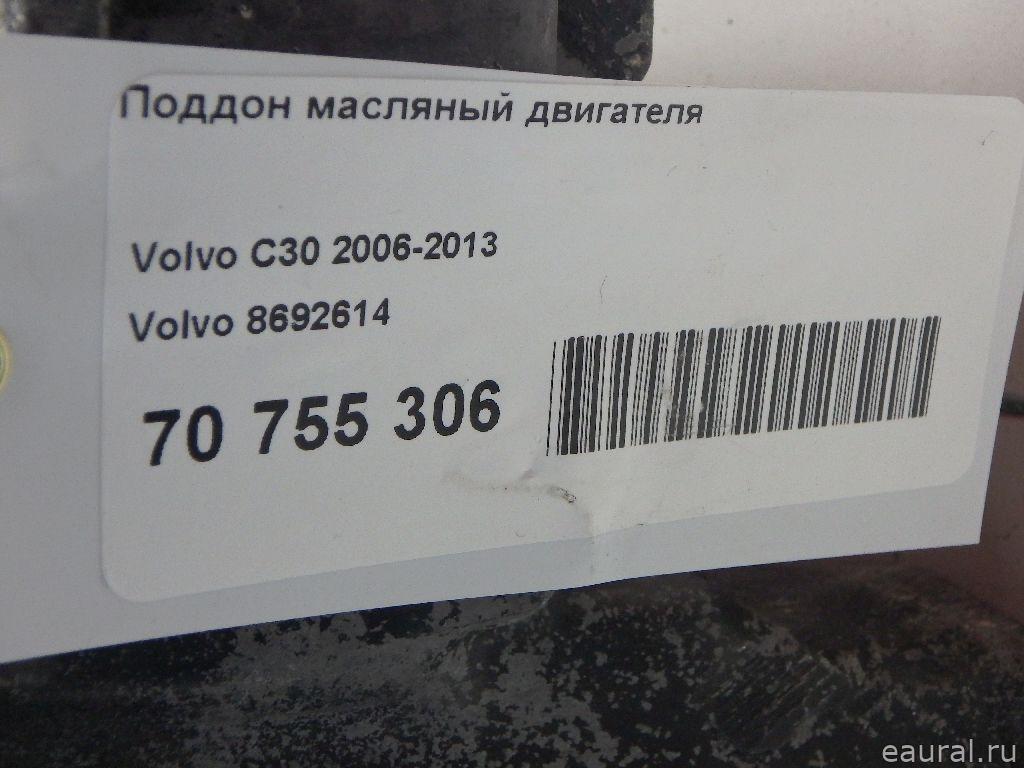 Поддон масляный двигателя
Volvo C30 2006-2013
Volvo 8692614
70 755 306
eaural.ru